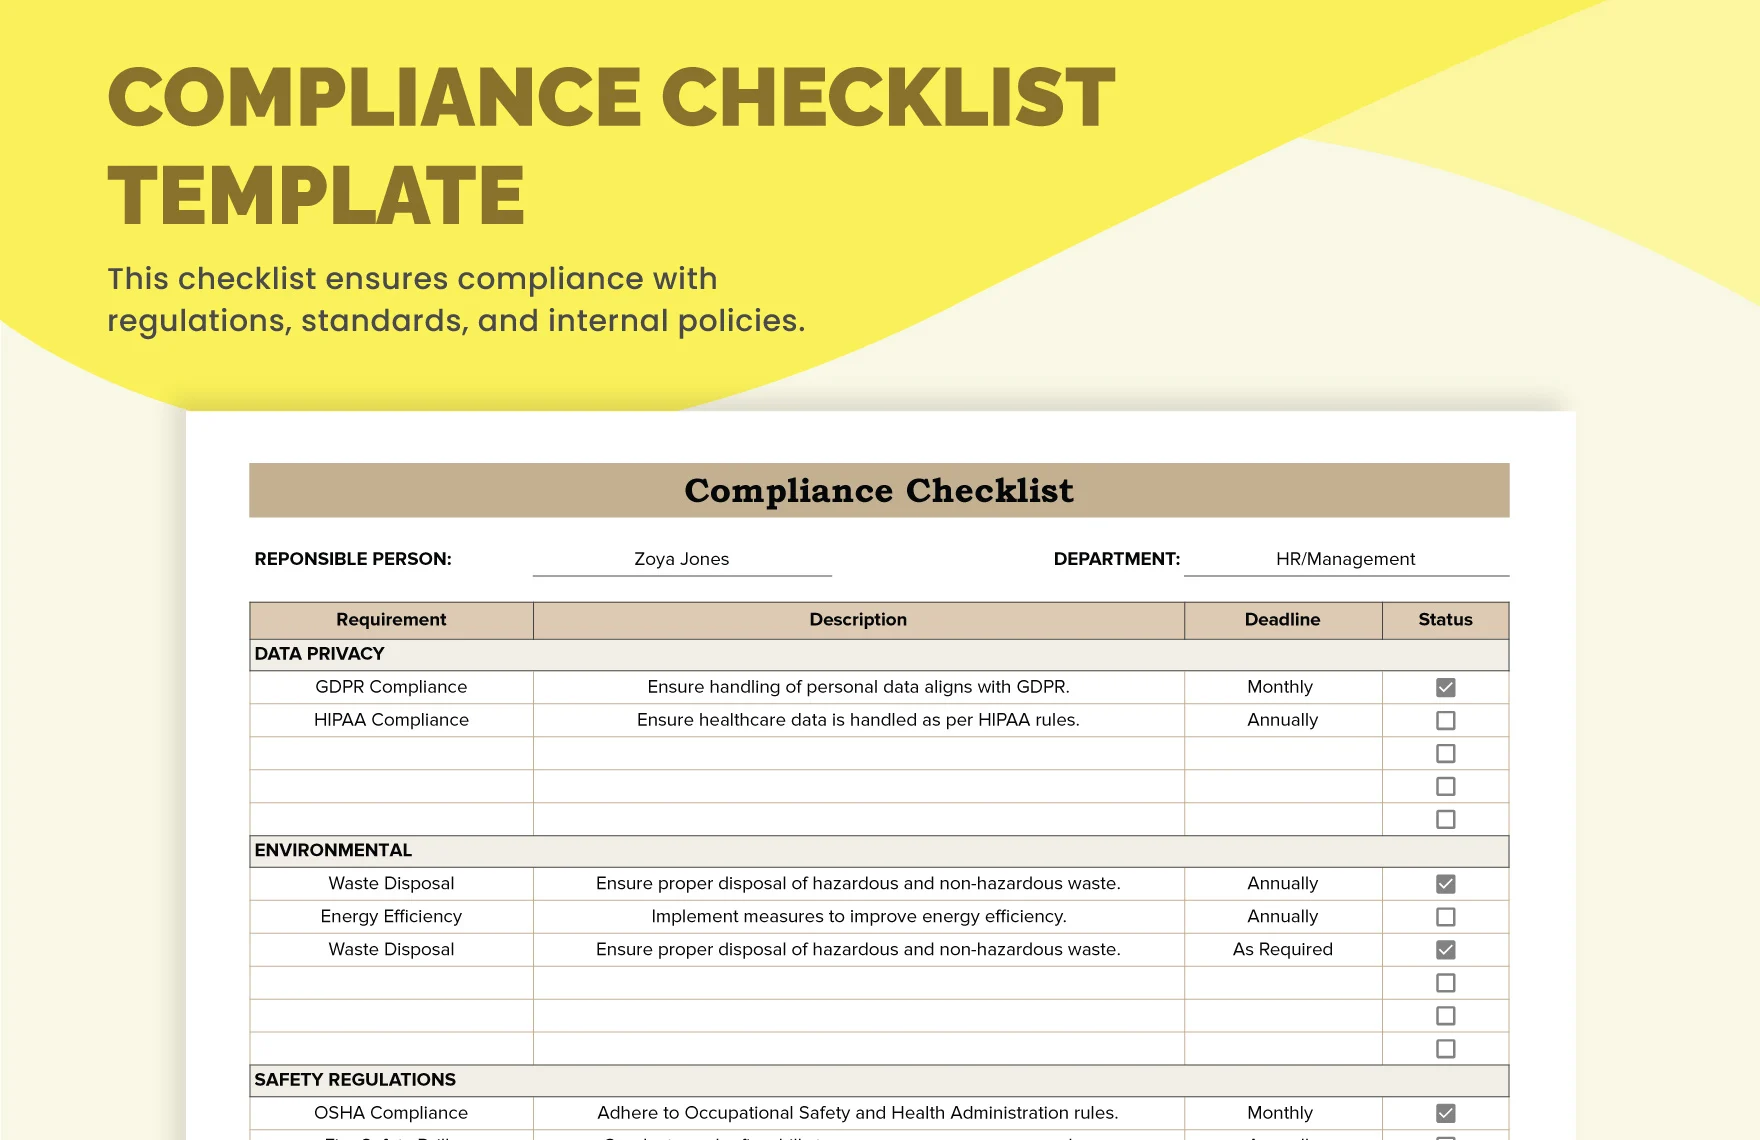 COMPLIANCE CHECKLIST
TEMPLATE
This checklist ensures compliance with
regulations, standards, and internal policies.
Compliance Checklist
REPONSIBLE PERSON: Zoya Jones DEPARTMENT: HR/Management
Requirement Description Deadline Status
DATA PRIVACY
GDPR Compliance Ensure handling of personal data aligns with GDPR. Monthly
HIPAA Compliance Ensure healthcare data is handled as per HIPAA rules. Annually
ENVIRONMENTAL
Waste Disposal Ensure proper disposal of hazardous and non-hazardous waste. Annually
Energy Efficiency Implement measures to improve energy efficiency. Annually
Waste Disposal Ensure proper disposal of hazardous and non-hazardous waste. As Required
SAFETY REGULATIONS
OSHA Compliance Adhere to Occupational Safety and Health Administration rules. Monthly